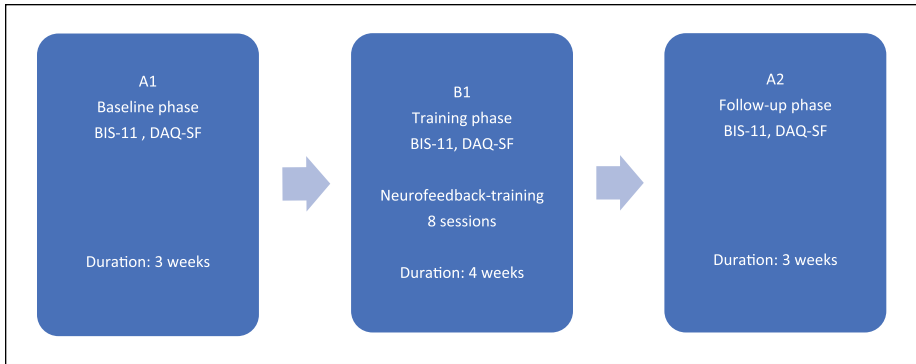 A1
Baseline phase
BIS-11 , DAQ-SF
Duration: 3 weeks
B1
Training phase
BIS-11, DAQ-SF
Neurofeedback-training
8 sessions
Duration: 4 weeks
A2
Follow-up phase
BIS-11, DAQ-SF
Duration: 3 weeks